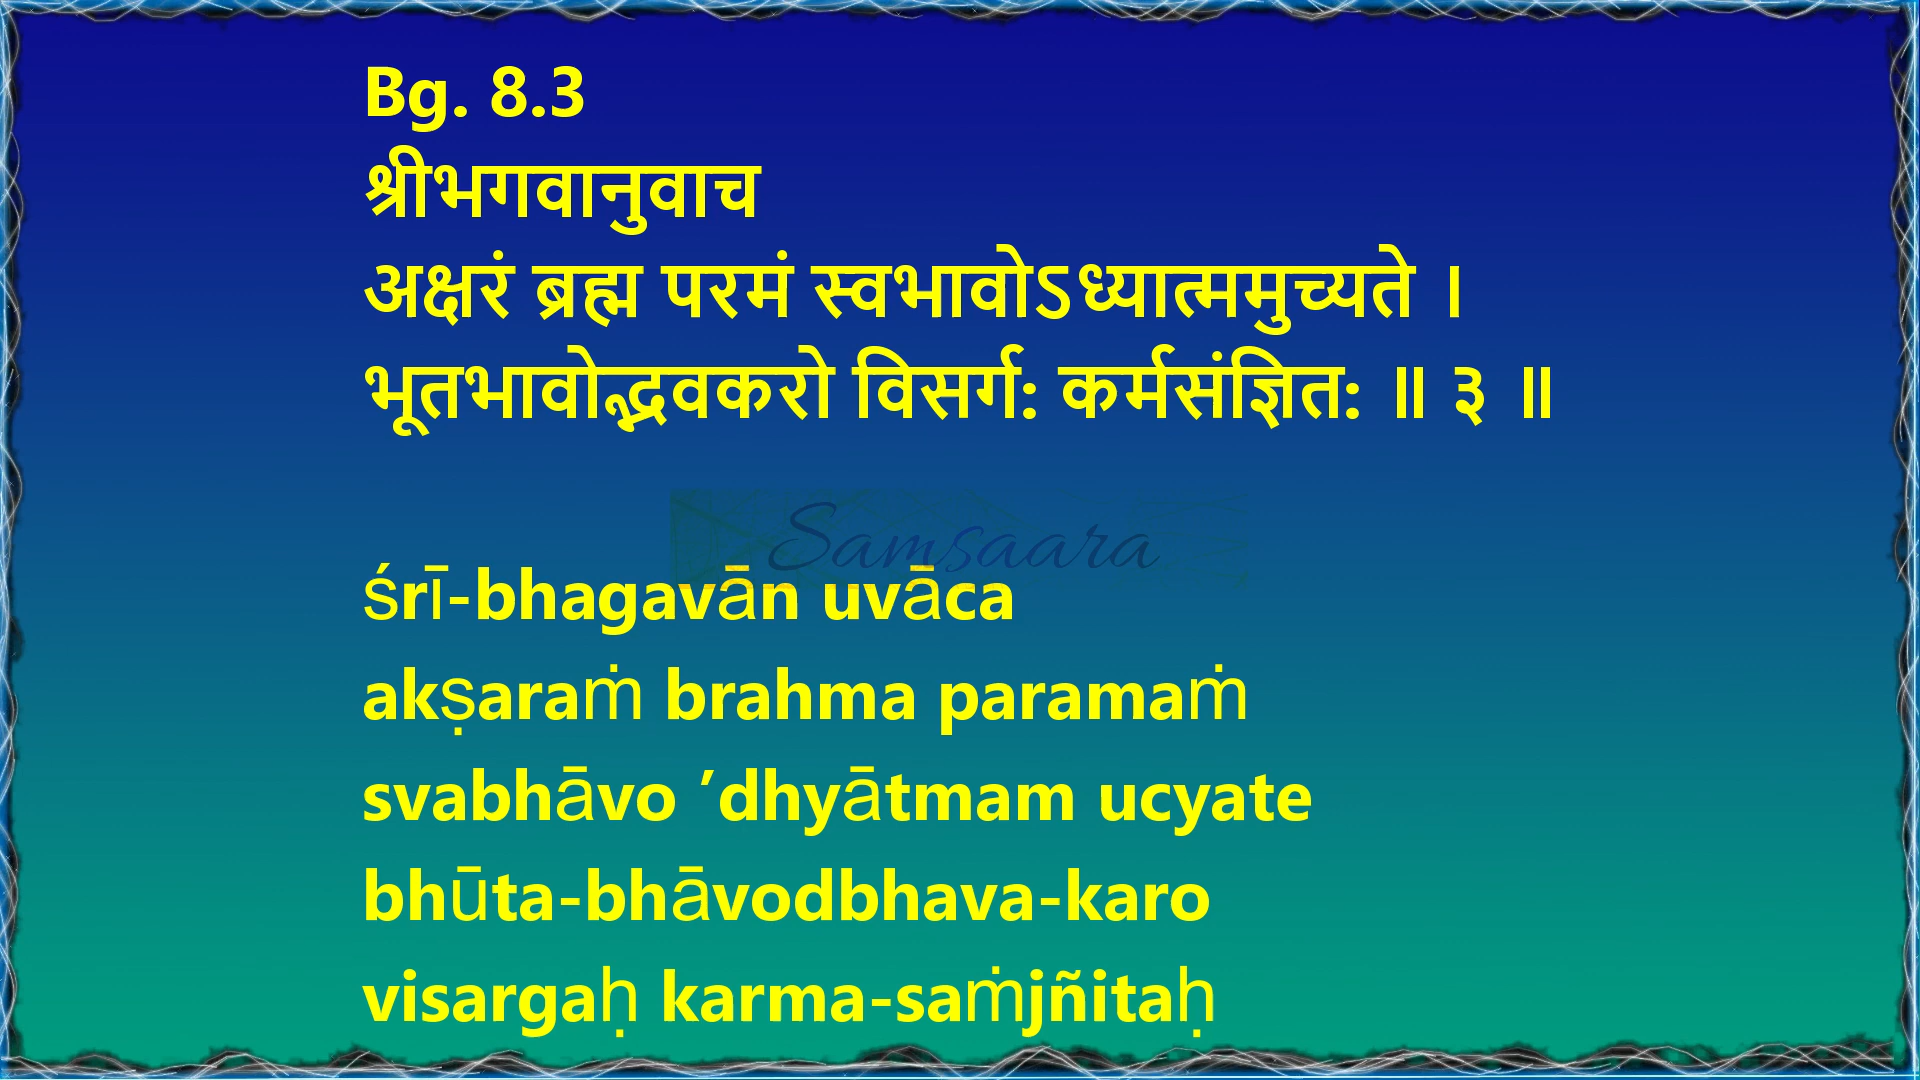 Bg. 8.3
श्रीभगवानुवाच
अक्षरं ब्रह्म परमं स्वभावोऽध्यात्ममुच्यते ।
भूतभावोद्भवकरो विसर्ग: कर्मसंज्ञित: ॥ ३ ॥
Samsaara
śrī-bhagavān uvāca
akṣaraṁ brahma paramaṁ
svabhāvo ’dhyātmam ucyate
bhūta-bhāvodbhava-karo
visargaḥ karma-saṁjñitaḥ